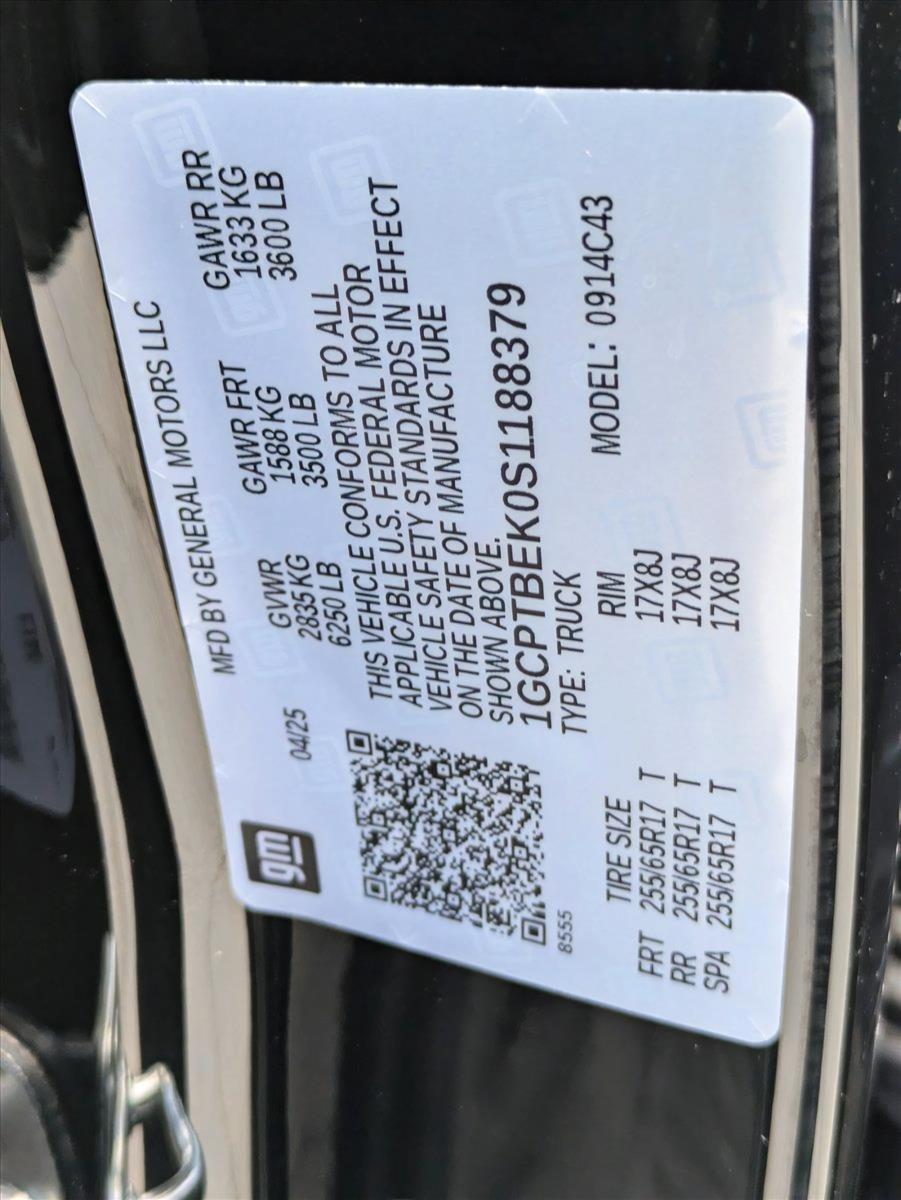 gm
MFD BY GENERAL MOTORS LLC
04/25
GVWR GAWR FRT GAWR RR
2835 KG 1588 KG 1633 KG
6250 LB 3500 LB 3600 LB
THIS VEHICLE CONFORMS TO ALL
APPLICABLE U.S. FEDERAL MOTOR
VEHICLE SAFETY STANDARDS IN EFFECT
ON THE DATE OF MANUFACTURE
SHOWN ABOVE.
1GCPTBEK0S1188379
TYPE: TRUCK MODEL: 0914C43
8555
TIRE SIZE RIM
FRT 255/65R17 T 17X8J
RR 255/65R17 T 17X8J
SPA 255/65R17 T 17X8J